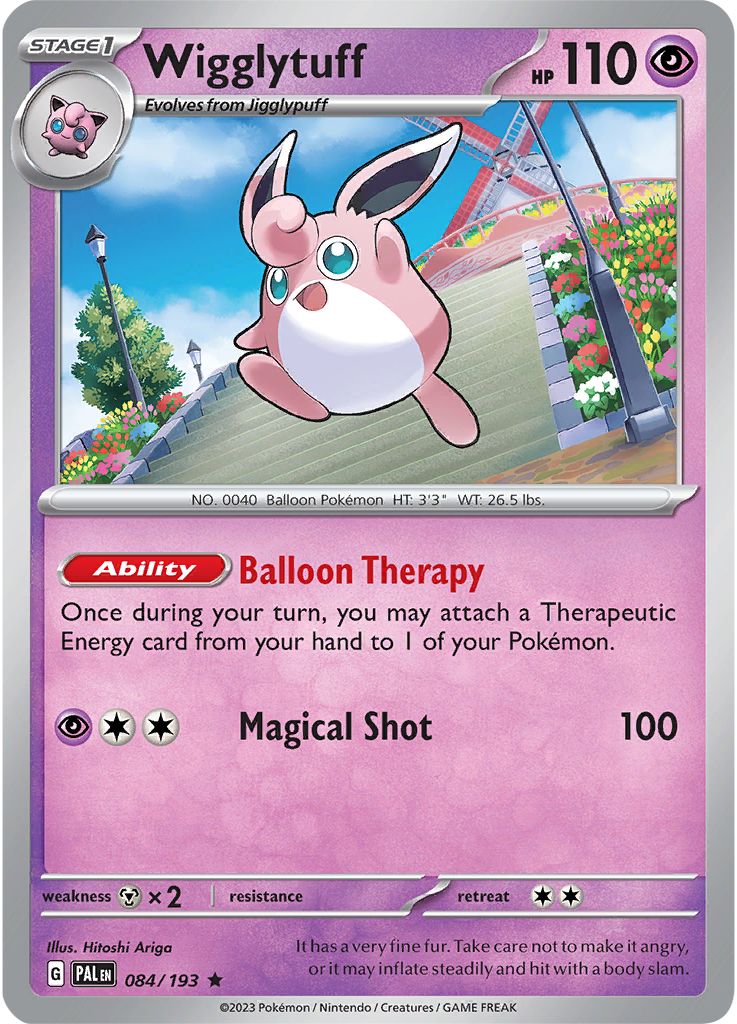 STAGE1
Wigglytuff
HP 110
Evolves from Jigglypuff
NO. 0040 Balloon Pokémon HT: 3'3" WT: 26.5 lbs.
Ability Balloon Therapy
Once during your turn, you may attach a Therapeutic
Energy card from your hand to 1 of your Pokémon.
Magical Shot 100
weakness ×2 resistance retreat
Illus. Hitoshi Ariga
It has a very fine fur. Take care not to make it angry,
or it may inflate steadily and hit with a body slam.
G PAL EN 084/193 ★
©2023 Pokémon / Nintendo / Creatures / GAME FREAK